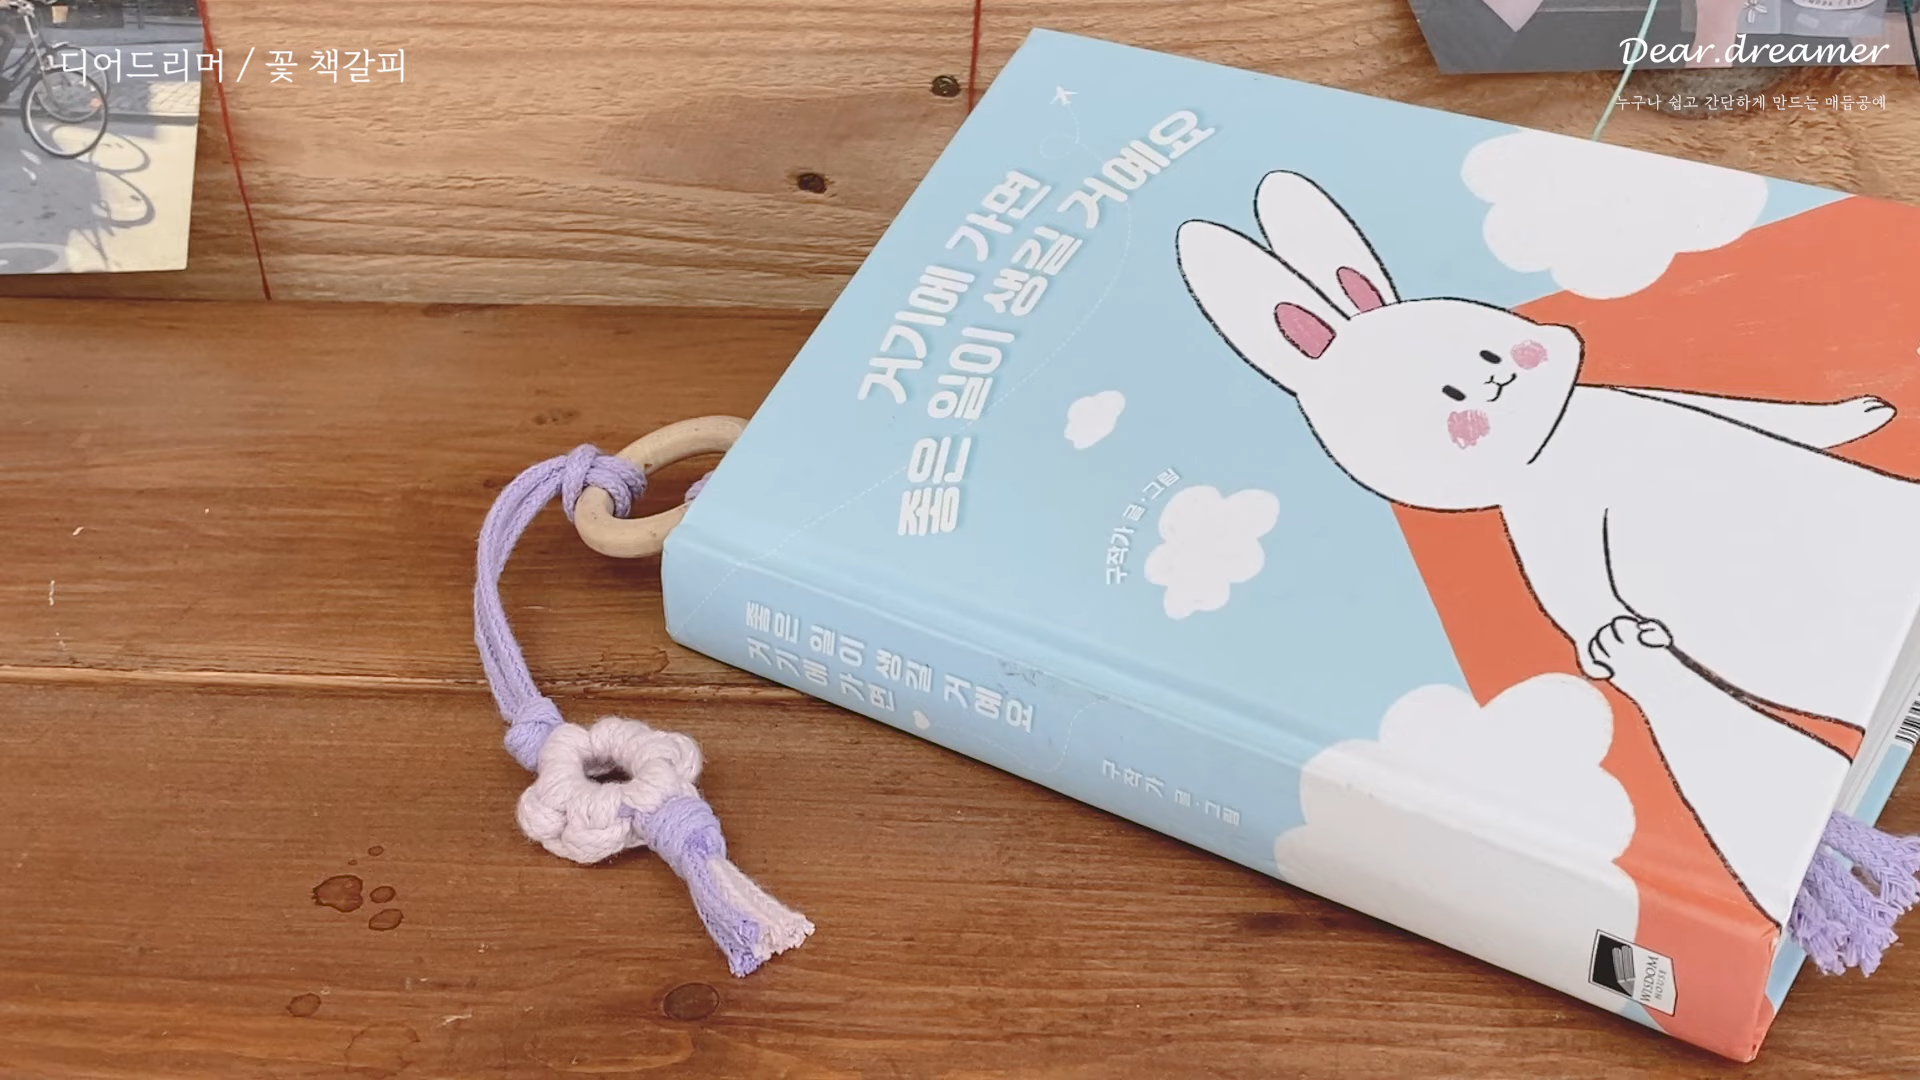 디어드리머 / 꽃 책갈피
Dear.dreamer
누구나 쉽고 간단하게 만드는 매듭공예
거기에 가면
좋은 일이 생길 거예요
구작가 글·그림
좋은 일이 생길 거예요
거기에 가면
구작가 글·그림
WISDOM
HOUSE